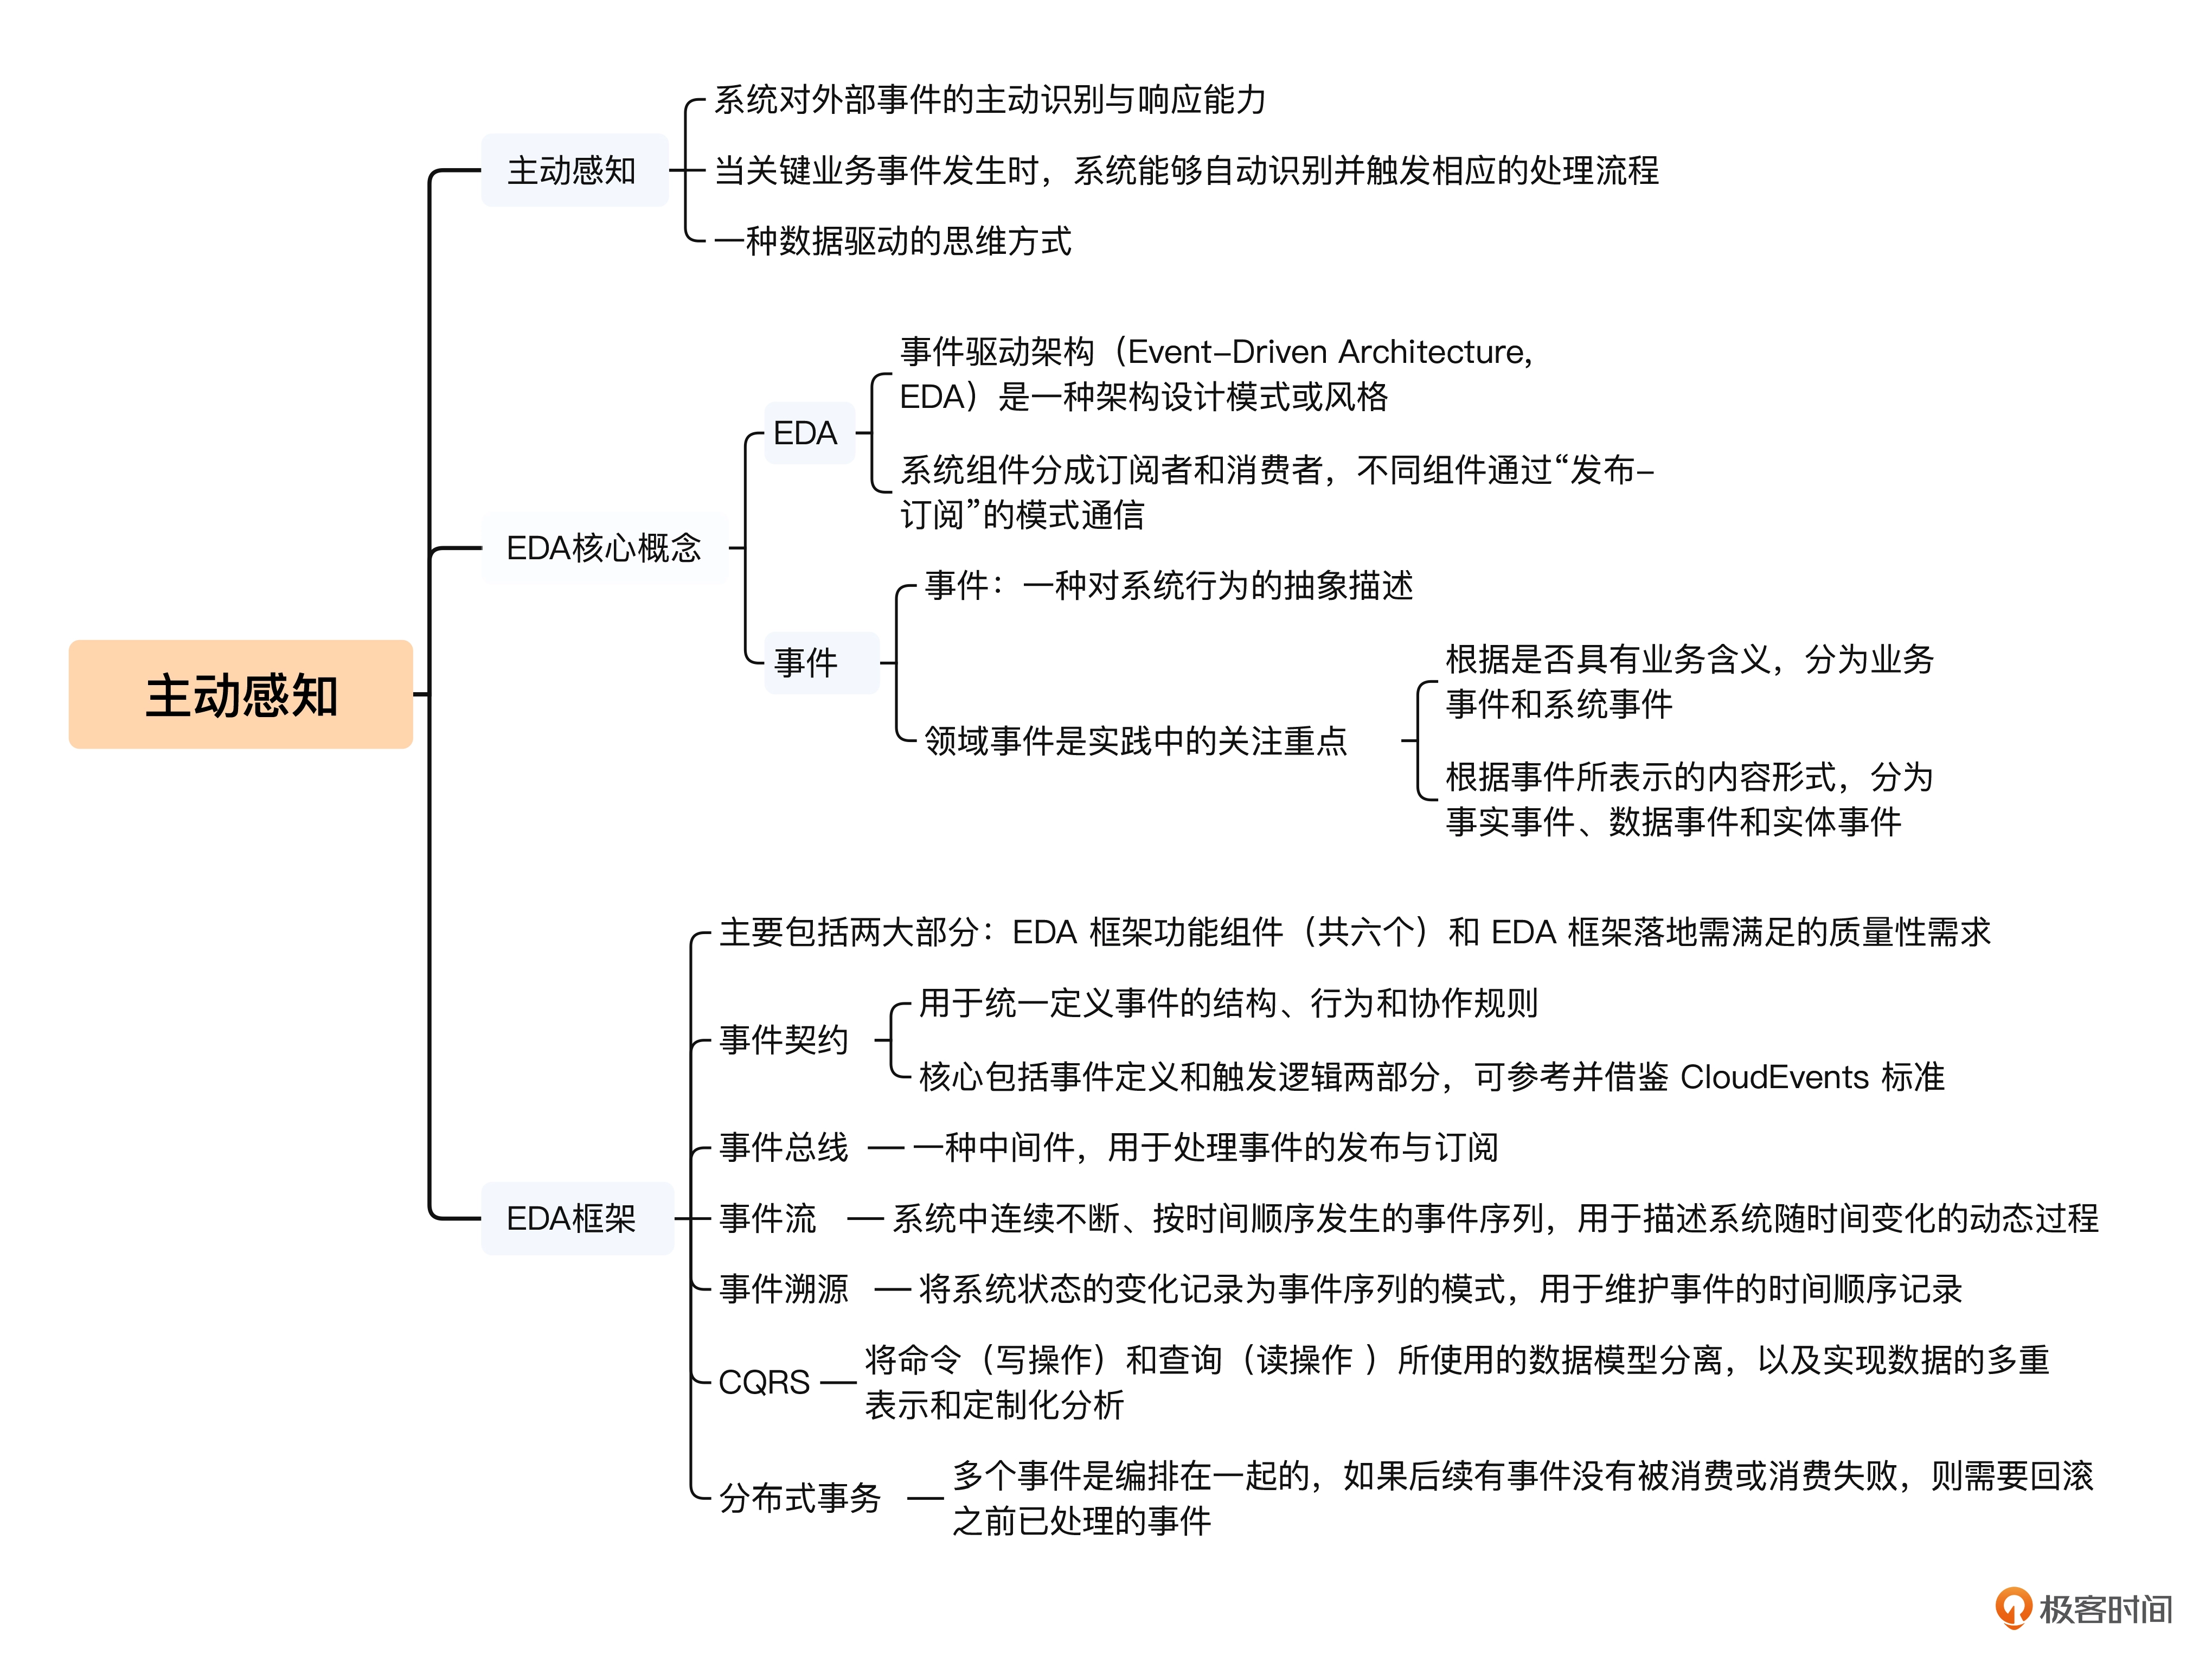 系统对外部事件的主动识别与响应能力
主动感知
当关键业务事件发生时，系统能够自动识别并触发相应的处理流程
一种数据驱动的思维方式
事件驱动架构（Event-Driven Architecture，
EDA）是一种架构设计模式或风格
EDA
系统组件分成订阅者和消费者，不同组件通过“发布-
订阅”的模式通信
EDA核心概念
事件：一种对系统行为的抽象描述
事件
根据是否具有业务含义，分为业务
事件和系统事件
领域事件是实践中的关注重点
根据事件所表示的内容形式，分为
事实事件、数据事件和实体事件
主动感知
主要包括两大部分：EDA 框架功能组件（共六个）和 EDA 框架落地需满足的质量性需求
用于统一定义事件的结构、行为和协作规则
事件契约
核心包括事件定义和触发逻辑两部分，可参考并借鉴 CloudEvents 标准
事件总线
一种中间件，用于处理事件的发布与订阅
EDA框架
事件流
系统中连续不断、按时间顺序发生的事件序列，用于描述系统随时间变化的动态过程
事件溯源
将系统状态的变化记录为事件序列的模式，用于维护事件的时间顺序记录
CQRS
将命令（写操作）和查询（读操作 ）所使用的数据模型分离，以及实现数据的多重
表示和定制化分析
分布式事务
多个事件是编排在一起的，如果后续有事件没有被消费或消费失败，则需要回滚
之前已处理的事件
极客时间